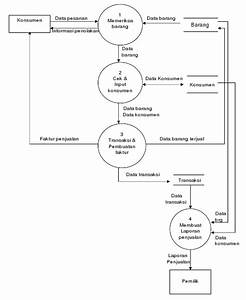 Konsumen
Data pesanan
Informasi penolakan
1
Memeriksa
barang
Data barang
Barang
Data
barang
2
Cek &
Input
konsumen
Data Konsumen
Konsumen
Data barang
Data konsumen
Faktur penjualan
3
Transaksi &
Pembuatan
faktur
Data barang terjual
Data transaksi
Transaksi
Data
transaksi
Data
brg
4
Membuat
Laporan
penjualan
Data
konsumen
Laporan
Penjualan
Pemilik